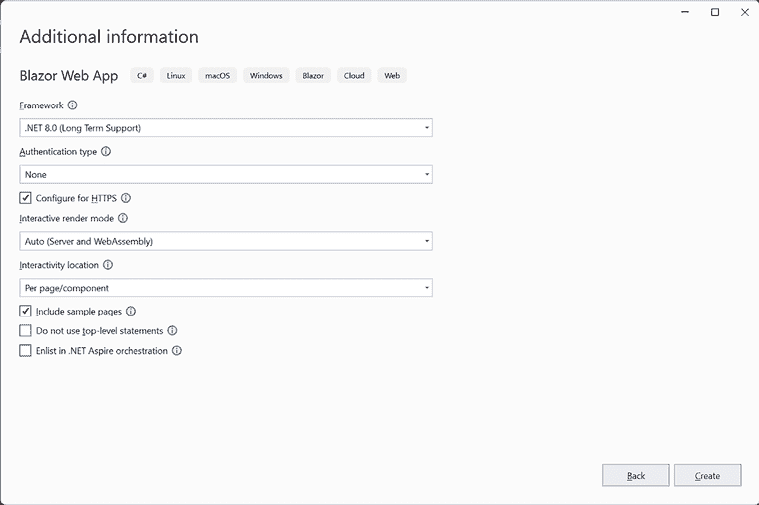 Additional information
Blazor Web App C# Linux macOS Windows Blazor Cloud Web
Framework
.NET 8.0 (Long Term Support)
Authentication type
None
Configure for HTTPS
Interactive render mode
Auto (Server and WebAssembly)
Interactivity location
Per page/component
Include sample pages
Do not use top-level statements
Enlist in .NET Aspire orchestration
Back Create